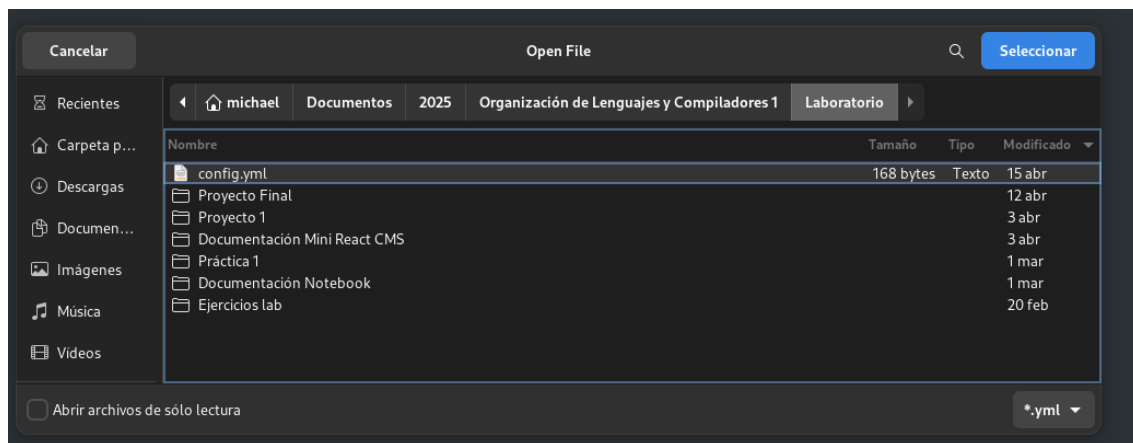 Cancelar Open File Seleccionar
Recientes
Carpeta p...
Descargas
Documen...
Imágenes
Música
Vídeos
michael Documentos 2025 Organización de Lenguajes y Compiladores 1 Laboratorio
Nombre Tamaño Tipo Modificado
config.yml 168 bytes Texto 15 abr
Proyecto Final 12 abr
Proyecto 1 3 abr
Documentación Mini React CMS 3 abr
Práctica 1 1 mar
Documentación Notebook 1 mar
Ejercicios lab 20 feb
Abrir archivos de sólo lectura *.yml